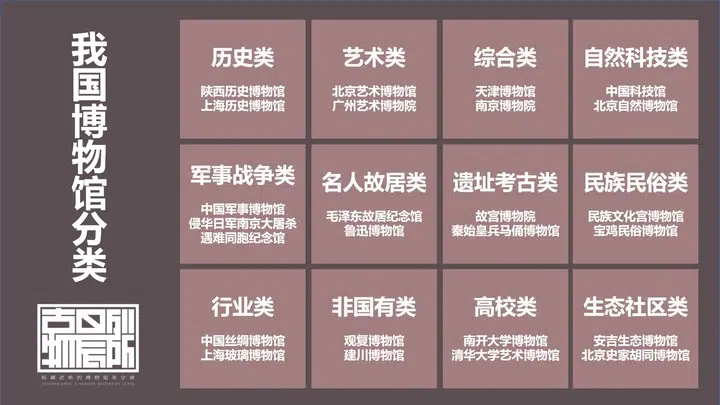 我国博物馆分类
历史类
陕西历史博物馆
上海历史博物馆
艺术类
北京艺术博物馆
广州艺术博物院
综合类
天津博物馆
南京博物院
自然科技类
中国科技馆
北京自然博物馆
军事战争类
中国军事博物馆
侵华日军南京大屠杀
遇难同胞纪念馆
名人故居类
毛泽东故居纪念馆
鲁迅博物馆
遗址考古类
故宫博物院
秦始皇兵马俑博物馆
民族民俗类
民族文化宫博物馆
宝鸡民俗博物馆
行业类
中国丝绸博物馆
上海玻璃博物馆
非国有类
观复博物馆
建川博物馆
高校类
南开大学博物馆
清华大学艺术博物馆
生态社区类
安吉生态博物馆
北京史家胡同博物馆